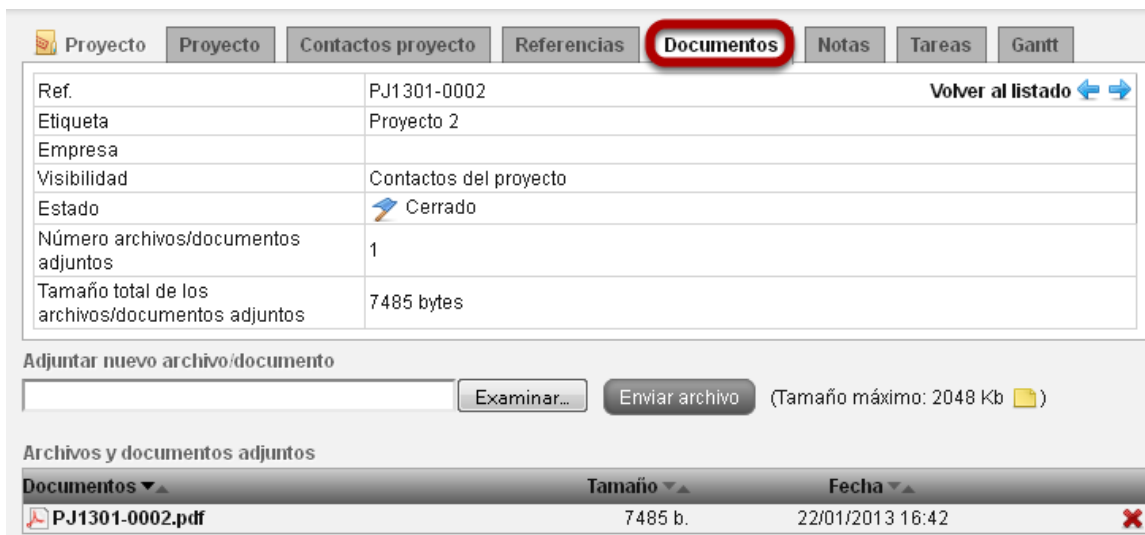 Proyecto Proyecto Contactos proyecto Referencias Documentos Notas Tareas Gantt
Ref. PJ1301-0002 Volver al listado
Etiqueta Proyecto 2
Empresa
Visibilidad Contactos del proyecto
Estado Cerrado
Número archivos/documentos
adjuntos 1
Tamaño total de los
archivos/documentos adjuntos 7485 bytes
Adjuntar nuevo archivo/documento
Examinar... Enviar archivo (Tamaño máximo: 2048 Kb )
Archivos y documentos adjuntos
Documentos Tamaño Fecha
PJ1301-0002.pdf 7485 b. 22/01/2013 16:42